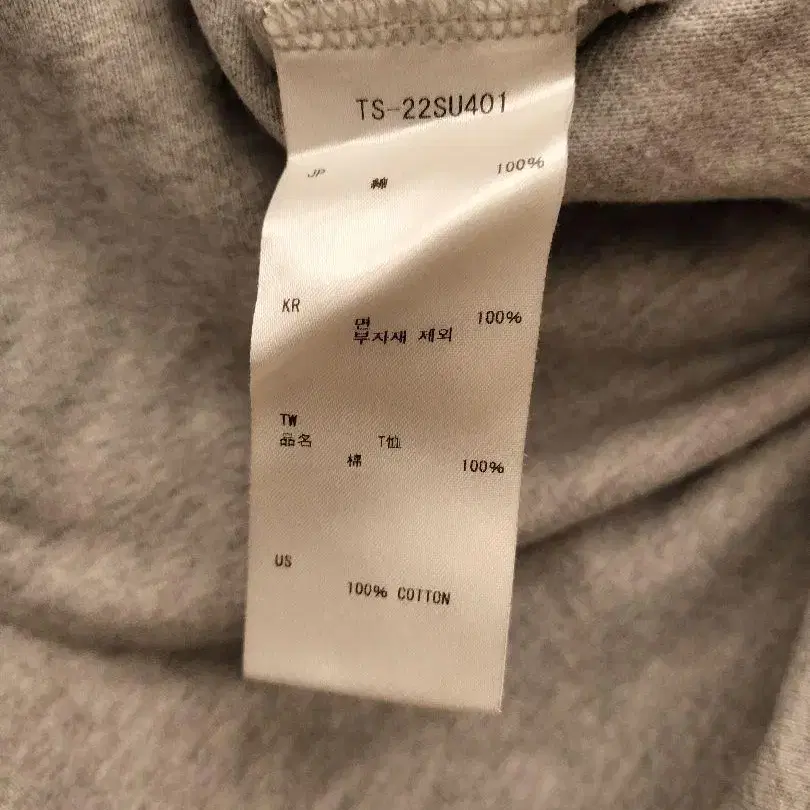 TS-22SU401
JP
綿 100%
KR
면 100%
부자재 제외
TW
品名 T恤
棉 100%
US
100% COTTON